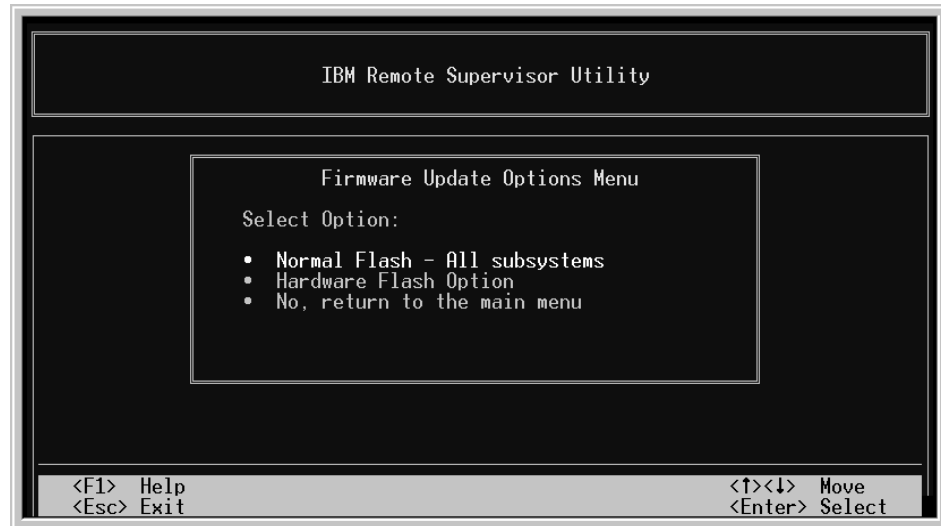 IBM Remote Supervisor Utility
Firmware Update Options Menu
Select Option:
• Normal Flash - All subsystems
• Hardware Flash Option
• No, return to the main menu
<F1> Help <↑><↓> Move
<Esc> Exit <Enter> Select